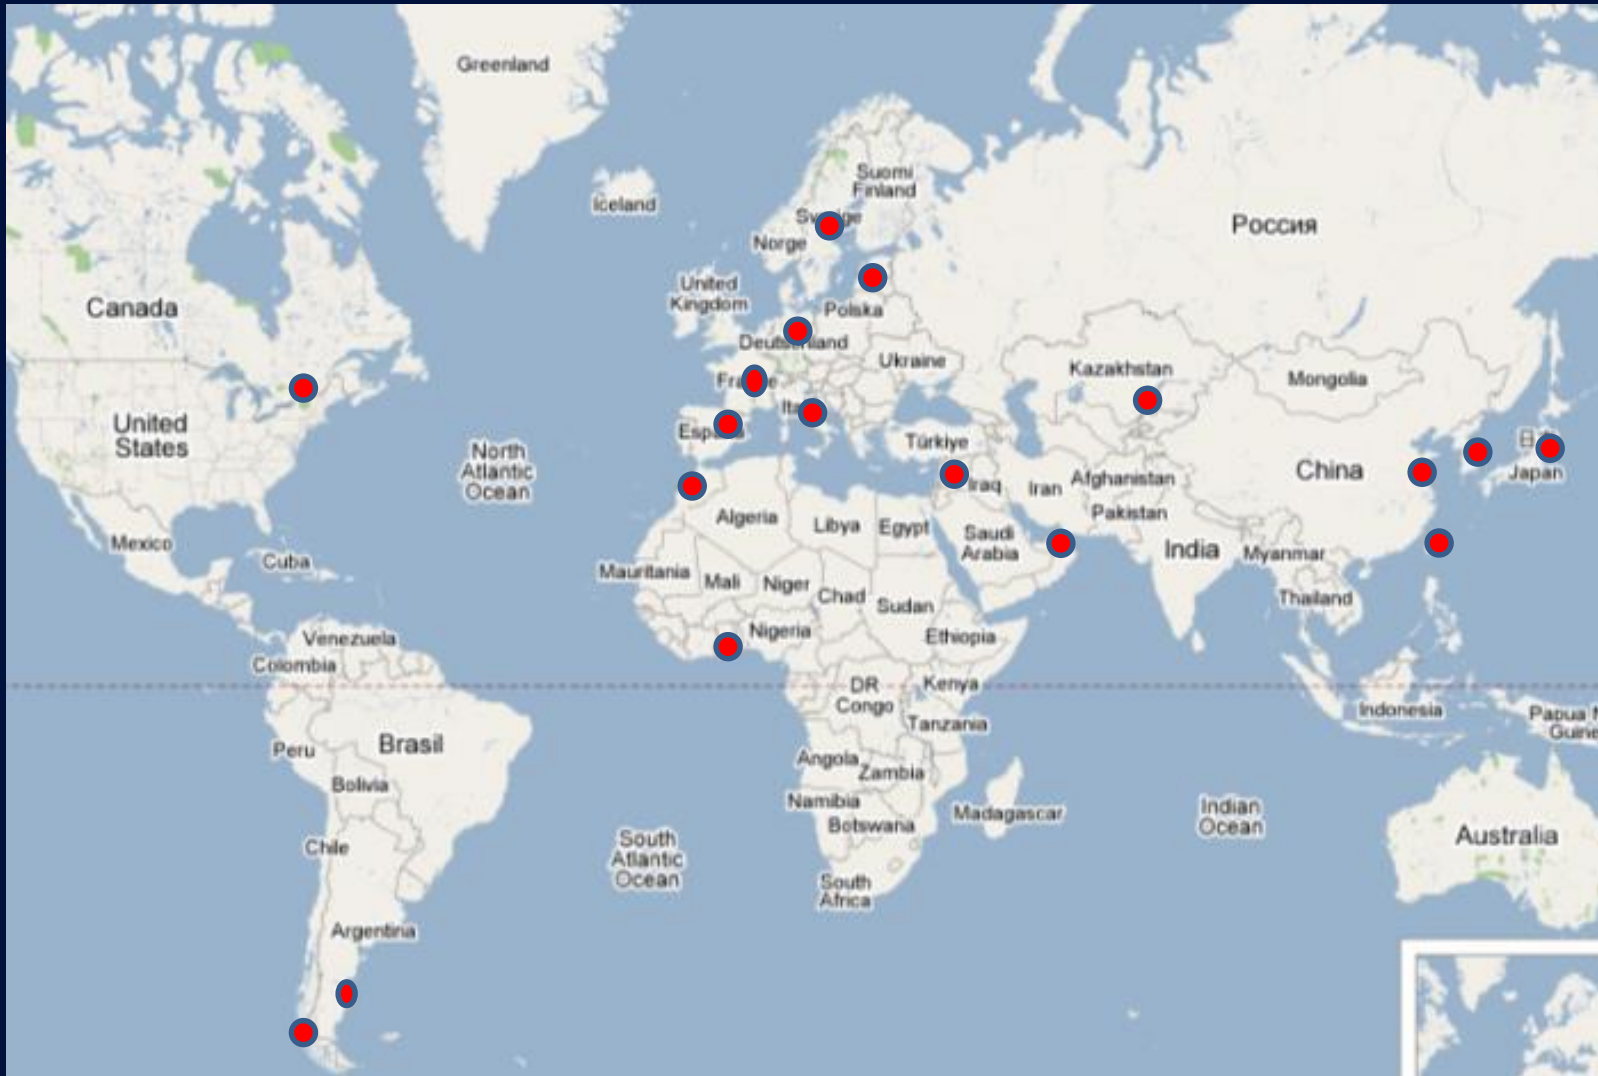 Greenland
Iceland
Suomi
Finland
Norge
Россия
United
Kingdom
Polska
Canada
Ukraine
Kazakhstan
Mongolia
United
States
Türkiye
North
Atlantic
Ocean
China
Japan
Iraq
Iran
Afghanistan
Pakistan
Algeria
Libya
Egypt
Saudi
Arabia
India
Myanmar
Mexico
Cuba
Mauritania
Mali
Niger
Chad
Sudan
Thailand
Venezuela
Nigeria
Ethiopia
Colombia
DR
Congo
Kenya
Tanzania
Indonesia
Papua N
Guine
Peru
Brasil
Bolivia
Angola
Zambia
Namibia
Botswana
Madagascar
Indian
Ocean
Chile
South
Atlantic
Ocean
Australia
South
Africa
Argentina